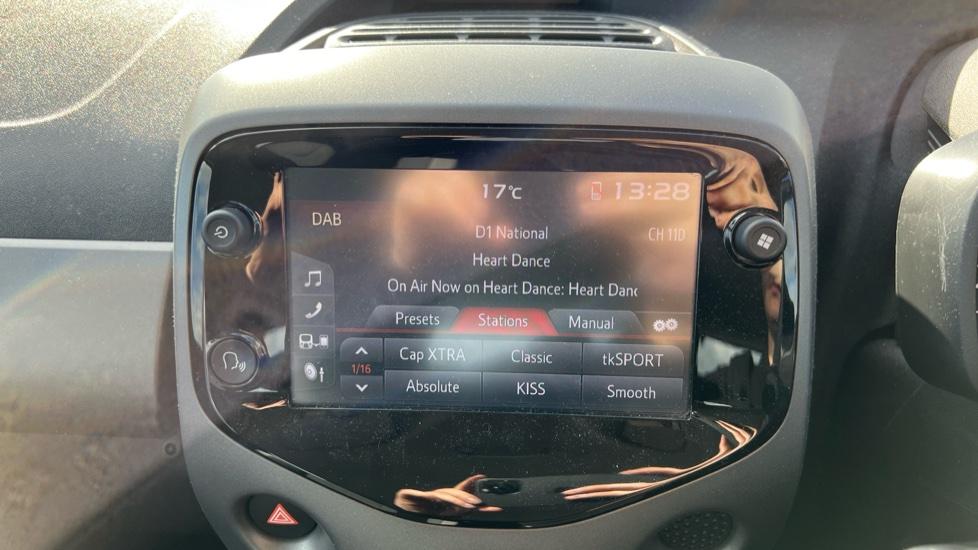 17°C 13:28
DAB
D1 National CH 11D
Heart Dance
On Air Now on Heart Dance: Heart Danc
Presets Stations Manual
Cap XTRA Classic tkSPORT
1/16
Absolute KISS Smooth